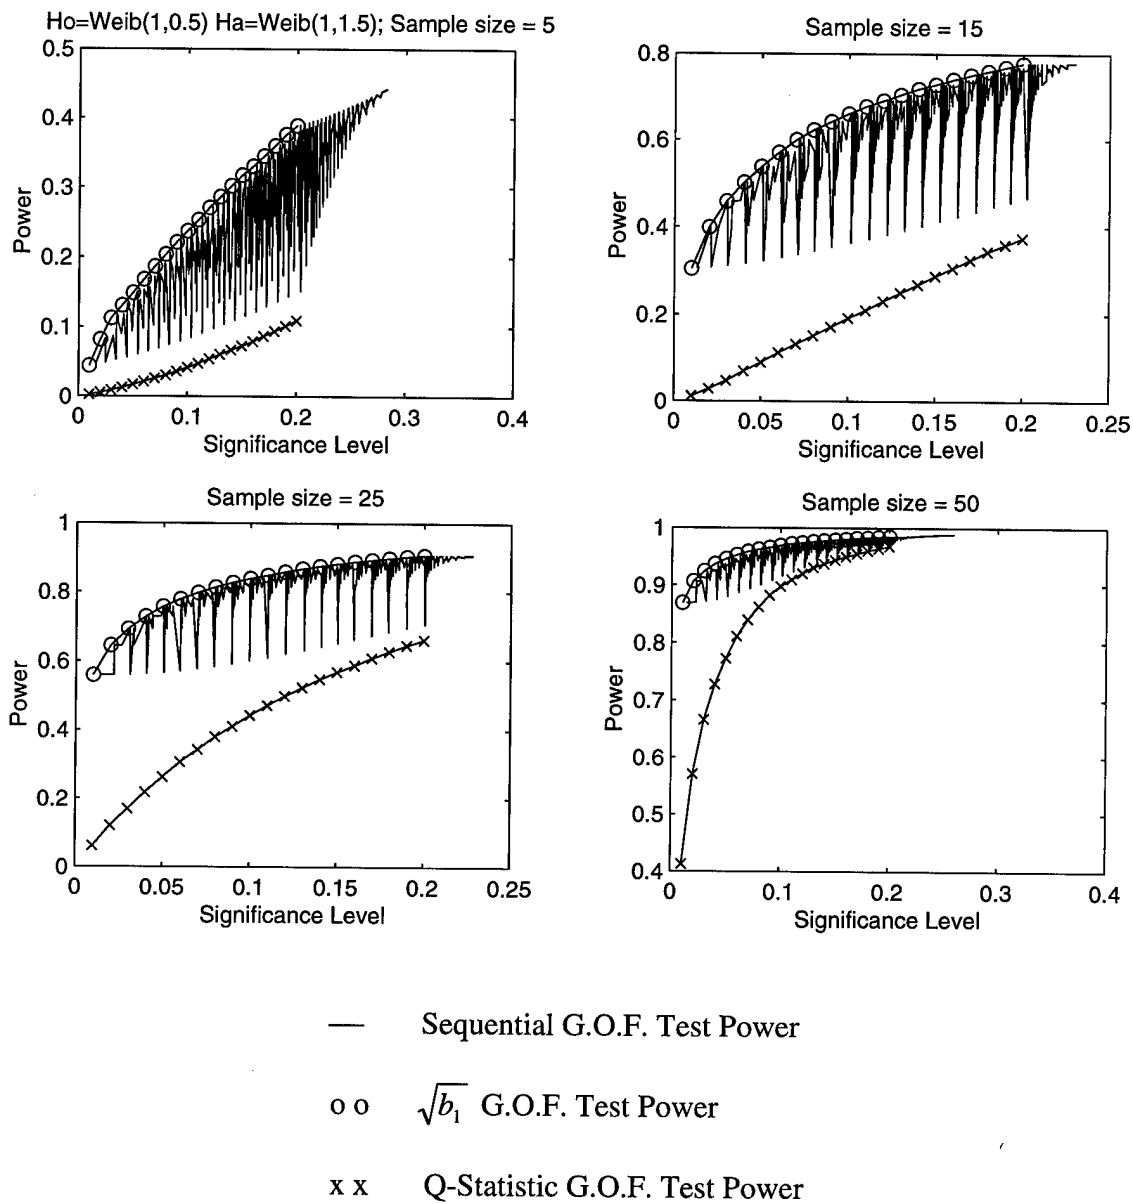 Ho=Weib(1,0.5) Ha=Weib(1,1.5); Sample size = 5
0.5
0.4
0.3
0.2
0.1
0
Power
0 0.1 0.2 0.3 0.4
Significance Level
Sample size = 15
0.8
0.6
0.4
0.2
0
Power
0 0.05 0.1 0.15 0.2 0.25
Significance Level
Sample size = 25
1
0.8
0.6
0.4
0.2
0
Power
0 0.05 0.1 0.15 0.2 0.25
Significance Level
Sample size = 50
1
0.9
0.8
0.7
0.6
0.5
0.4
Power
0 0.1 0.2 0.3 0.4
Significance Level
— Sequential G.O.F. Test Power
o o √b₁ G.O.F. Test Power
x x Q-Statistic G.O.F. Test Power